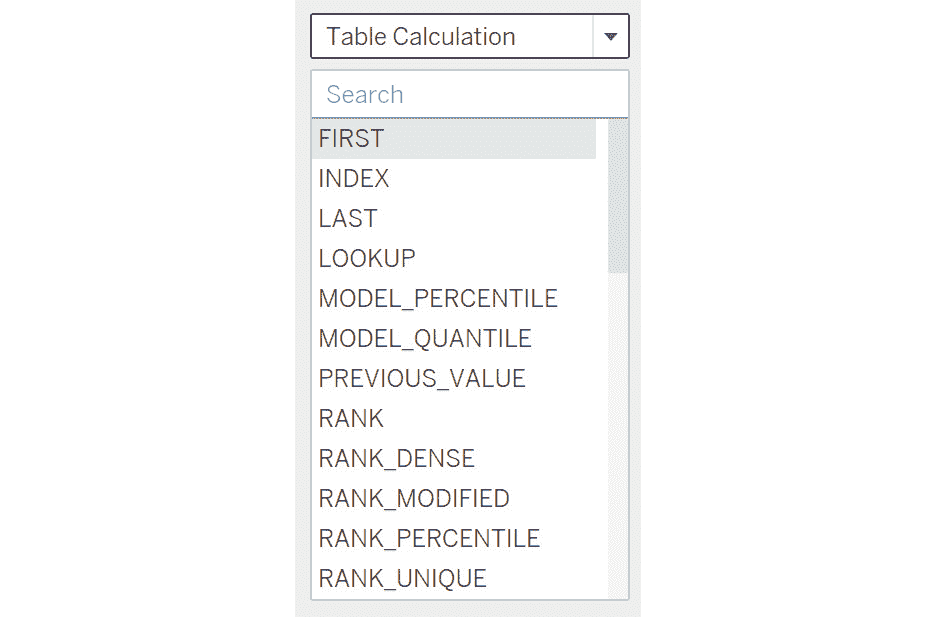 Table Calculation
Search
FIRST
INDEX
LAST
LOOKUP
MODEL_PERCENTILE
MODEL_QUANTILE
PREVIOUS_VALUE
RANK
RANK_DENSE
RANK_MODIFIED
RANK_PERCENTILE
RANK_UNIQUE